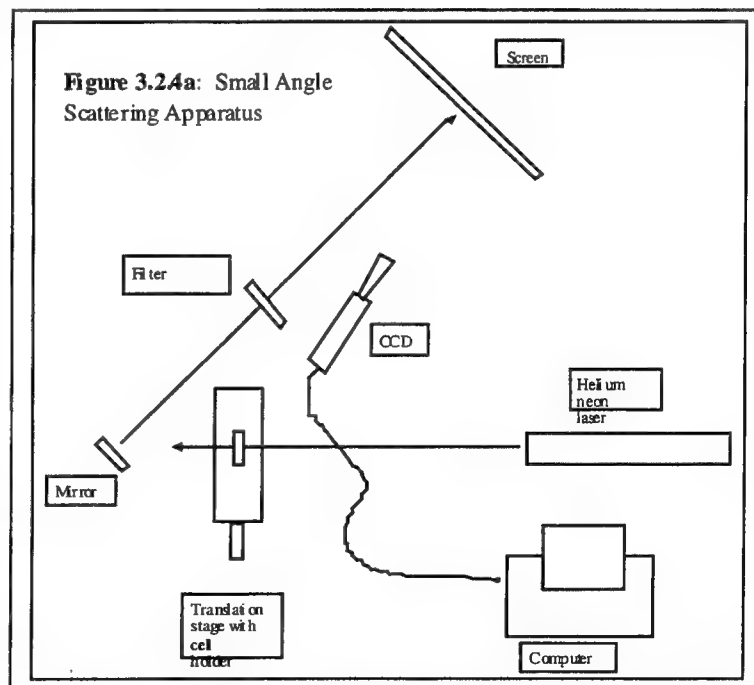 Figure 3.2.4a: Small Angle
Scattering Apparatus
Screen
Filter
CCD
Helium
neon
laser
Mirror
Translation
stage with
cell
holder
Computer